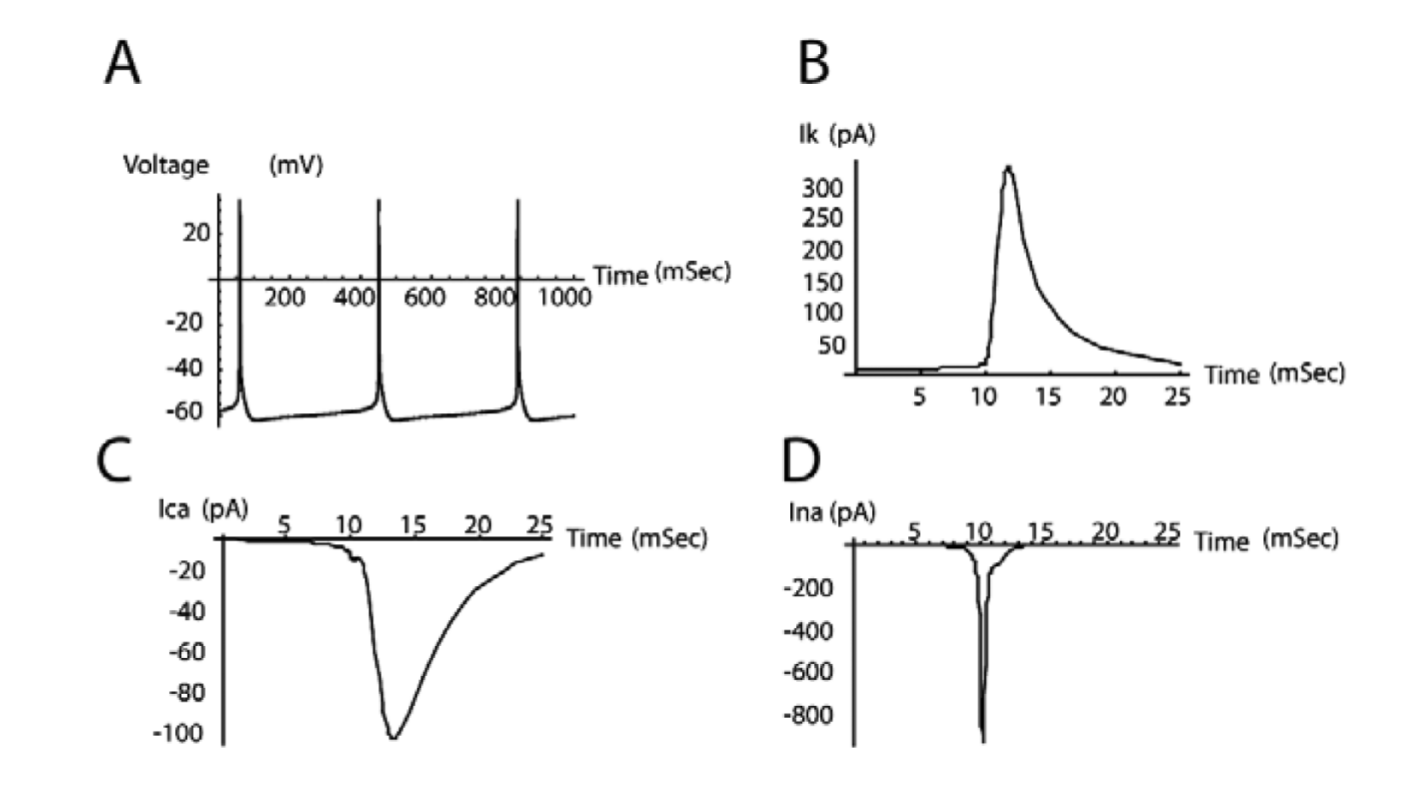 A
Voltage (mV)
20
Time (mSec)
200 400 600 800 1000
-20
-40
-60
B
Ik (pA)
300
250
200
150
100
50
Time (mSec)
5 10 15 20 25
C
Ica (pA)
5 10 15 20 25
Time (mSec)
-20
-40
-60
-80
-100
D
Ina (pA)
5 10 15 20 25
Time (mSec)
-200
-400
-600
-800